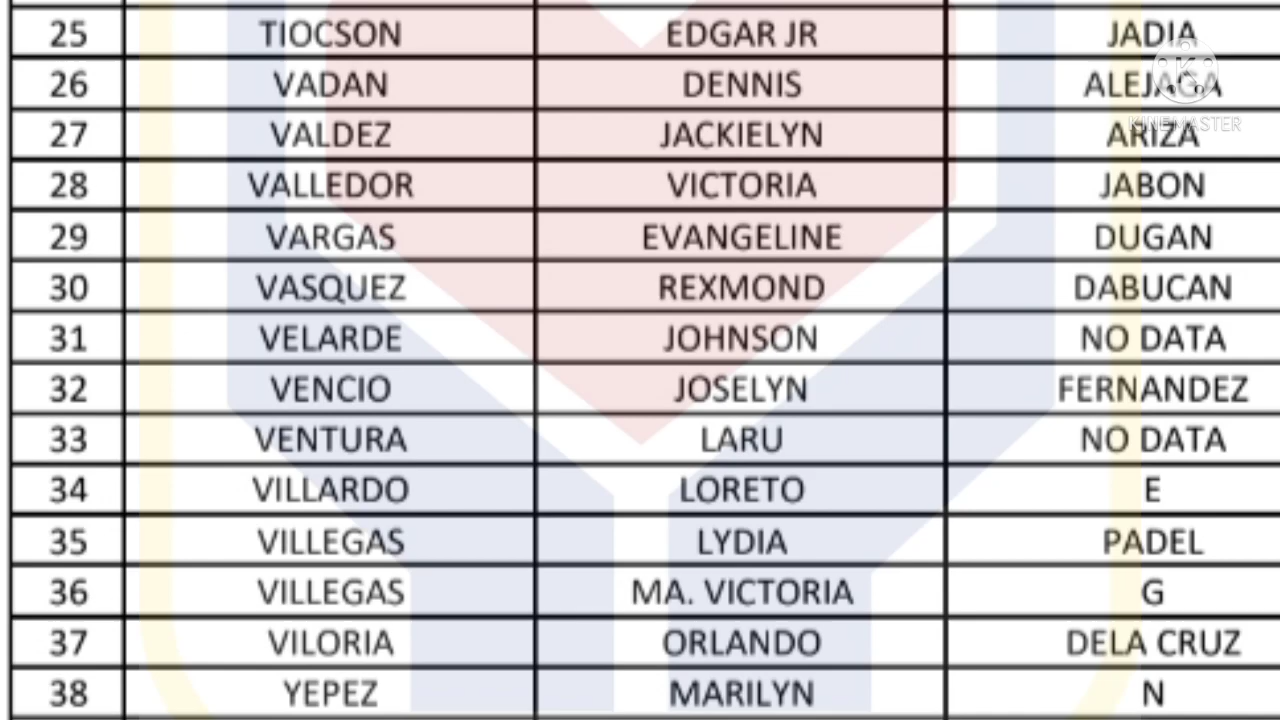 25 TIOCSON EDGAR JR JADIA
26 VADAN DENNIS ALEJAGA
KINEMASTER
27 VALDEZ JACKIELYN ARIZA
28 VALLEDOR VICTORIA JABON
29 VARGAS EVANGELINE DUGAN
30 VASQUEZ REXMOND DABUCAN
31 VELARDE JOHNSON NO DATA
32 VENCIO JOSELYN FERNANDEZ
33 VENTURA LARU NO DATA
34 VILLARDO LORETO E
35 VILLEGAS LYDIA PADEL
36 VILLEGAS MA. VICTORIA G
37 VILORIA ORLANDO DELA CRUZ
38 YEPEZ MARILYN N